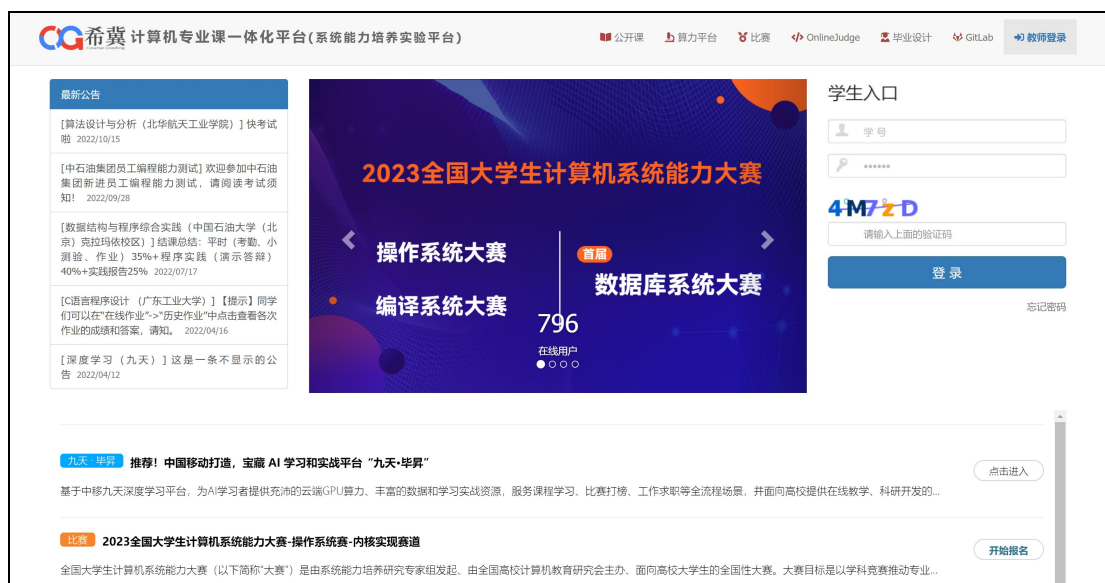 CG希冀 计算机专业课一体化平台(系统能力培养实验平台)
公开课 算力平台 比赛 </> OnlineJudge 毕业设计 GitLab 教师登录
最新公告
[算法设计与分析（北华航天工业学院）] 快考试
啦 2022/10/15
[中石油集团员工编程能力测试] 欢迎参加中石油
集团新进员工编程能力测试，请阅读考试须
知！ 2022/09/28
[数据结构与程序综合实践（中国石油大学（北
京）克拉玛依校区）] 结课总结：平时（考勤、小
测验、作业）35%+程序实践（演示答辩）
40%+实践报告25% 2022/07/17
[C语言程序设计 （广东工业大学）] 【提示】同学
们可以在"在线作业"->"历史作业"中点击查看各次
作业的成绩和答案，请知。 2022/04/16
[深度学习（九天）] 这是一条不显示的公
告 2022/04/12
2023全国大学生计算机系统能力大赛
操作系统大赛
编译系统大赛
首届
数据库系统大赛
796
在线用户
学生入口
学号
••••••
4M7zD
请输入上面的验证码
登录
忘记密码
九天·毕昇 推荐！中国移动打造，宝藏 AI 学习和实战平台“九天•毕昇”
点击进入
基于中移九天深度学习平台，为AI学习者提供充沛的云端GPU算力、丰富的数据和学习实战资源，服务课程学习、比赛打榜、工作求职等全流程场景，并面向高校提供在线教学、科研开发的...
比赛 2023全国大学生计算机系统能力大赛-操作系统赛-内核实现赛道
开始报名
全国大学生计算机系统能力大赛（以下简称“大赛”）是由系统能力培养研究专家组发起、由全国高校计算机教育研究会主办、面向高校大学生的全国性大赛。大赛目标是以学科竞赛推动专业...